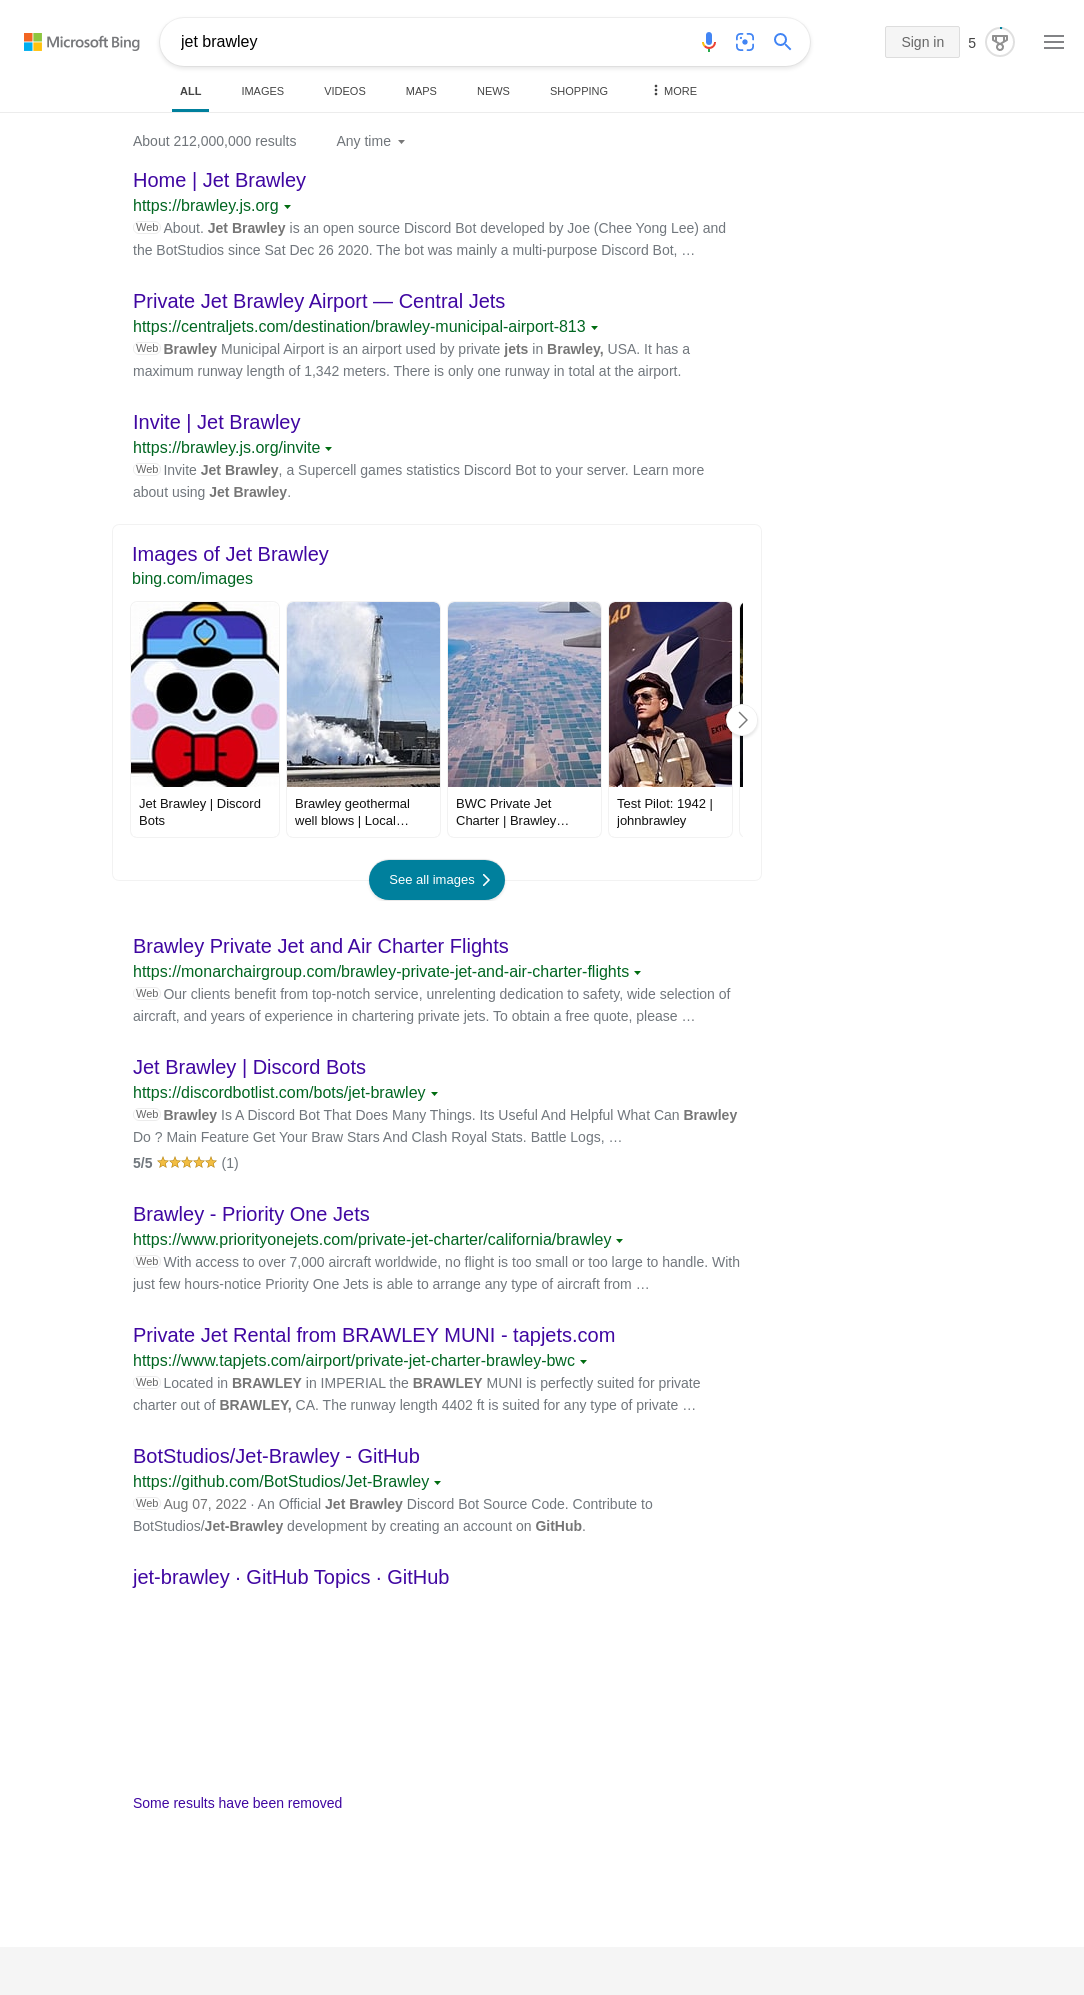 Microsoft Bing
jet brawley
Sign in
5
ALL
IMAGES
VIDEOS
MAPS
NEWS
SHOPPING
MORE
About 212,000,000 results
Any time
Home | Jet Brawley
https://brawley.js.org
Web About. Jet Brawley is an open source Discord Bot developed by Joe (Chee Yong Lee) and
the BotStudios since Sat Dec 26 2020. The bot was mainly a multi-purpose Discord Bot, …
Private Jet Brawley Airport — Central Jets
https://centraljets.com/destination/brawley-municipal-airport-813
Web Brawley Municipal Airport is an airport used by private jets in Brawley, USA. It has a
maximum runway length of 1,342 meters. There is only one runway in total at the airport.
Invite | Jet Brawley
https://brawley.js.org/invite
Web Invite Jet Brawley, a Supercell games statistics Discord Bot to your server. Learn more
about using Jet Brawley.
Images of Jet Brawley
bing.com/images
40
EXTIN
Jet Brawley | Discord
Bots
Brawley geothermal
well blows | Local…
BWC Private Jet
Charter | Brawley…
Test Pilot: 1942 |
johnbrawley
See all images
Brawley Private Jet and Air Charter Flights
https://monarchairgroup.com/brawley-private-jet-and-air-charter-flights
Web Our clients benefit from top-notch service, unrelenting dedication to safety, wide selection of
aircraft, and years of experience in chartering private jets. To obtain a free quote, please …
Jet Brawley | Discord Bots
https://discordbotlist.com/bots/jet-brawley
Web Brawley Is A Discord Bot That Does Many Things. Its Useful And Helpful What Can Brawley
Do ? Main Feature Get Your Braw Stars And Clash Royal Stats. Battle Logs, …
5/5 (1)
Brawley - Priority One Jets
https://www.priorityonejets.com/private-jet-charter/california/brawley
Web With access to over 7,000 aircraft worldwide, no flight is too small or too large to handle. With
just few hours-notice Priority One Jets is able to arrange any type of aircraft from …
Private Jet Rental from BRAWLEY MUNI - tapjets.com
https://www.tapjets.com/airport/private-jet-charter-brawley-bwc
Web Located in BRAWLEY in IMPERIAL the BRAWLEY MUNI is perfectly suited for private
charter out of BRAWLEY, CA. The runway length 4402 ft is suited for any type of private …
BotStudios/Jet-Brawley - GitHub
https://github.com/BotStudios/Jet-Brawley
Web Aug 07, 2022 · An Official Jet Brawley Discord Bot Source Code. Contribute to
BotStudios/Jet-Brawley development by creating an account on GitHub.
jet-brawley · GitHub Topics · GitHub
Some results have been removed